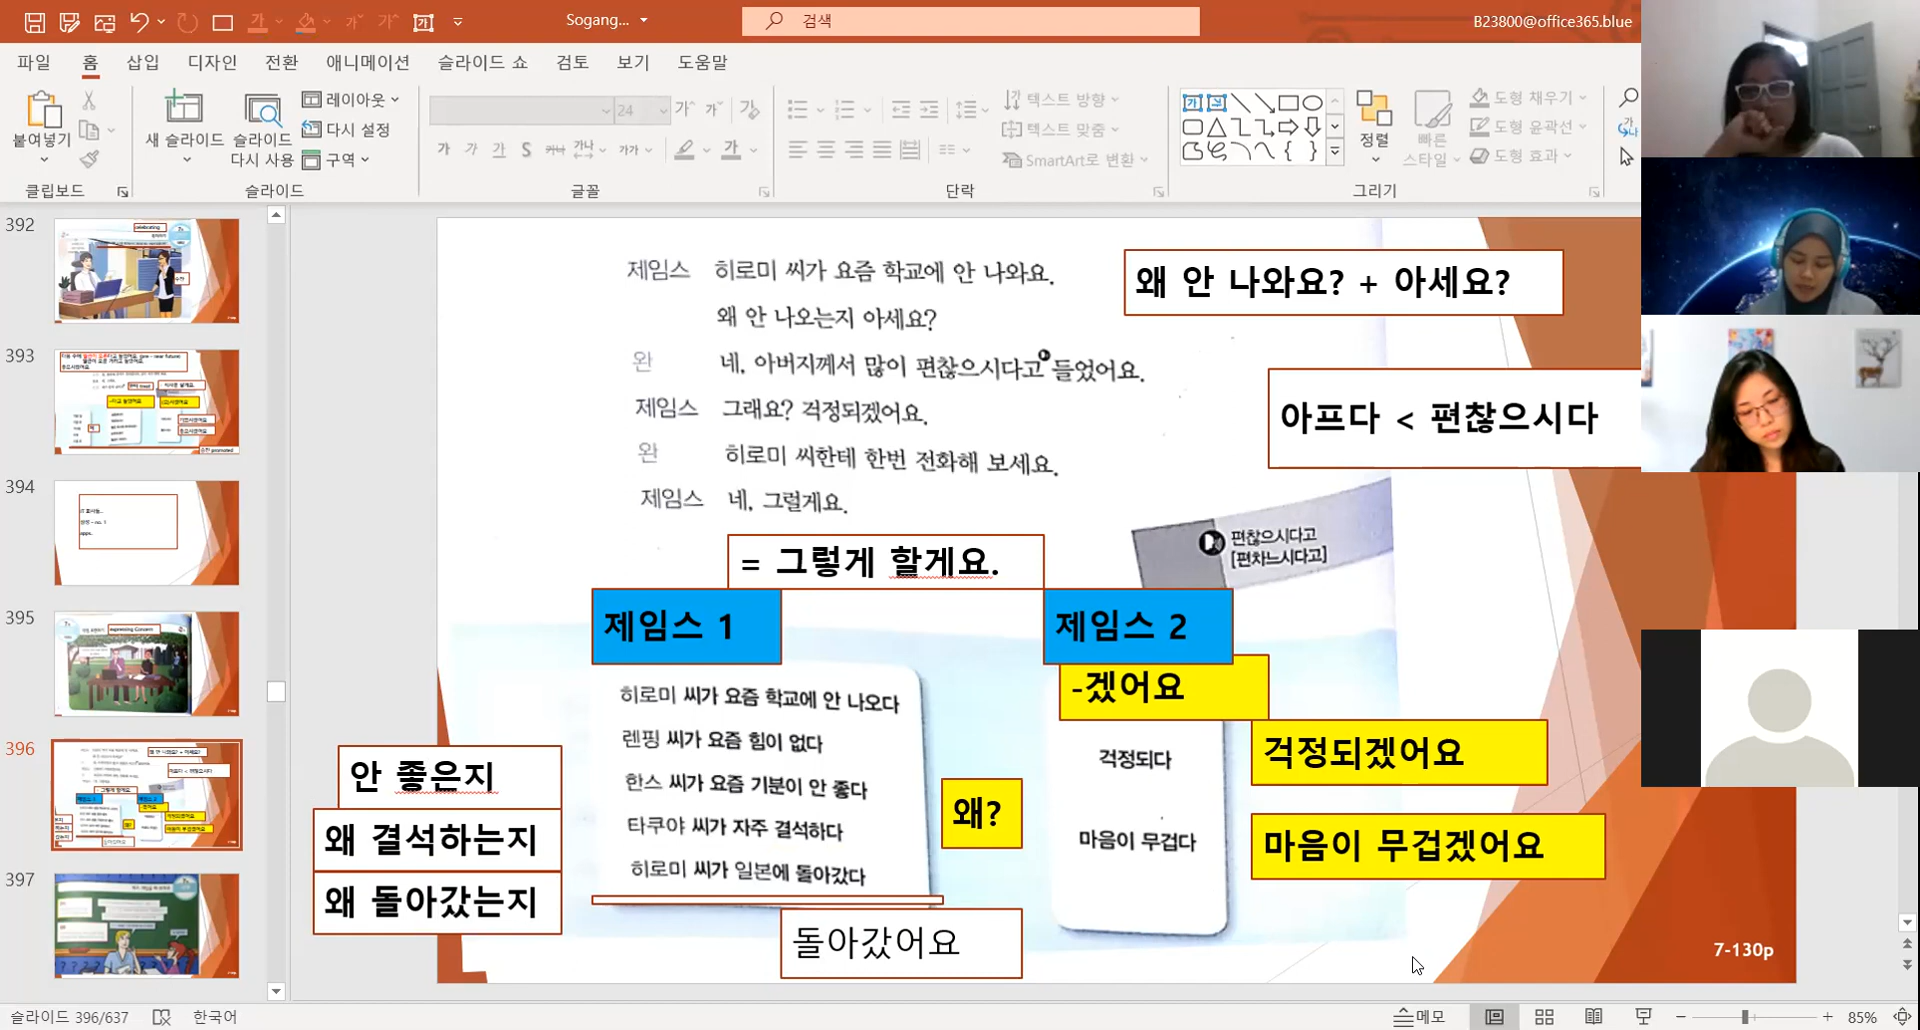 Sogang...
검색
B23800@office365.blue
파일 홈 삽입 디자인 전환 애니메이션 슬라이드 쇼 검토 보기 도움말
붙여넣기
클립보드
새 슬라이드
슬라이드 다시 사용
레이아웃
다시 설정
구역
슬라이드
24
글꼴
텍스트 방향
텍스트 맞춤
SmartArt로 변환
단락
정렬
빠른 스타일
도형 채우기
도형 윤곽선
도형 효과
그리기
392
393
394
395
396
397
제임스 히로미 씨가 요즘 학교에 안 나와요.
왜 안 나오는지 아세요?
완 네, 아버지께서 많이 편찮으시다고 들었어요.
제임스 그래요? 걱정되겠어요.
완 히로미 씨한테 한번 전화해 보세요.
제임스 네, 그럴게요.
왜 안 나와요? + 아세요?
아프다 < 편찮으시다
= 그렇게 할게요.
편찮으시다고
[편차느시다고]
제임스 1
제임스 2
-겠어요
히로미 씨가 요즘 학교에 안 나오다
렌핑 씨가 요즘 힘이 없다
한스 씨가 요즘 기분이 안 좋다
타쿠야 씨가 자주 결석하다
히로미 씨가 일본에 돌아갔다
왜?
걱정되다
마음이 무겁다
걱정되겠어요
마음이 무겁겠어요
안 좋은지
왜 결석하는지
왜 돌아갔는지
돌아갔어요
7-130p
슬라이드 396/637
한국어
메모
85%